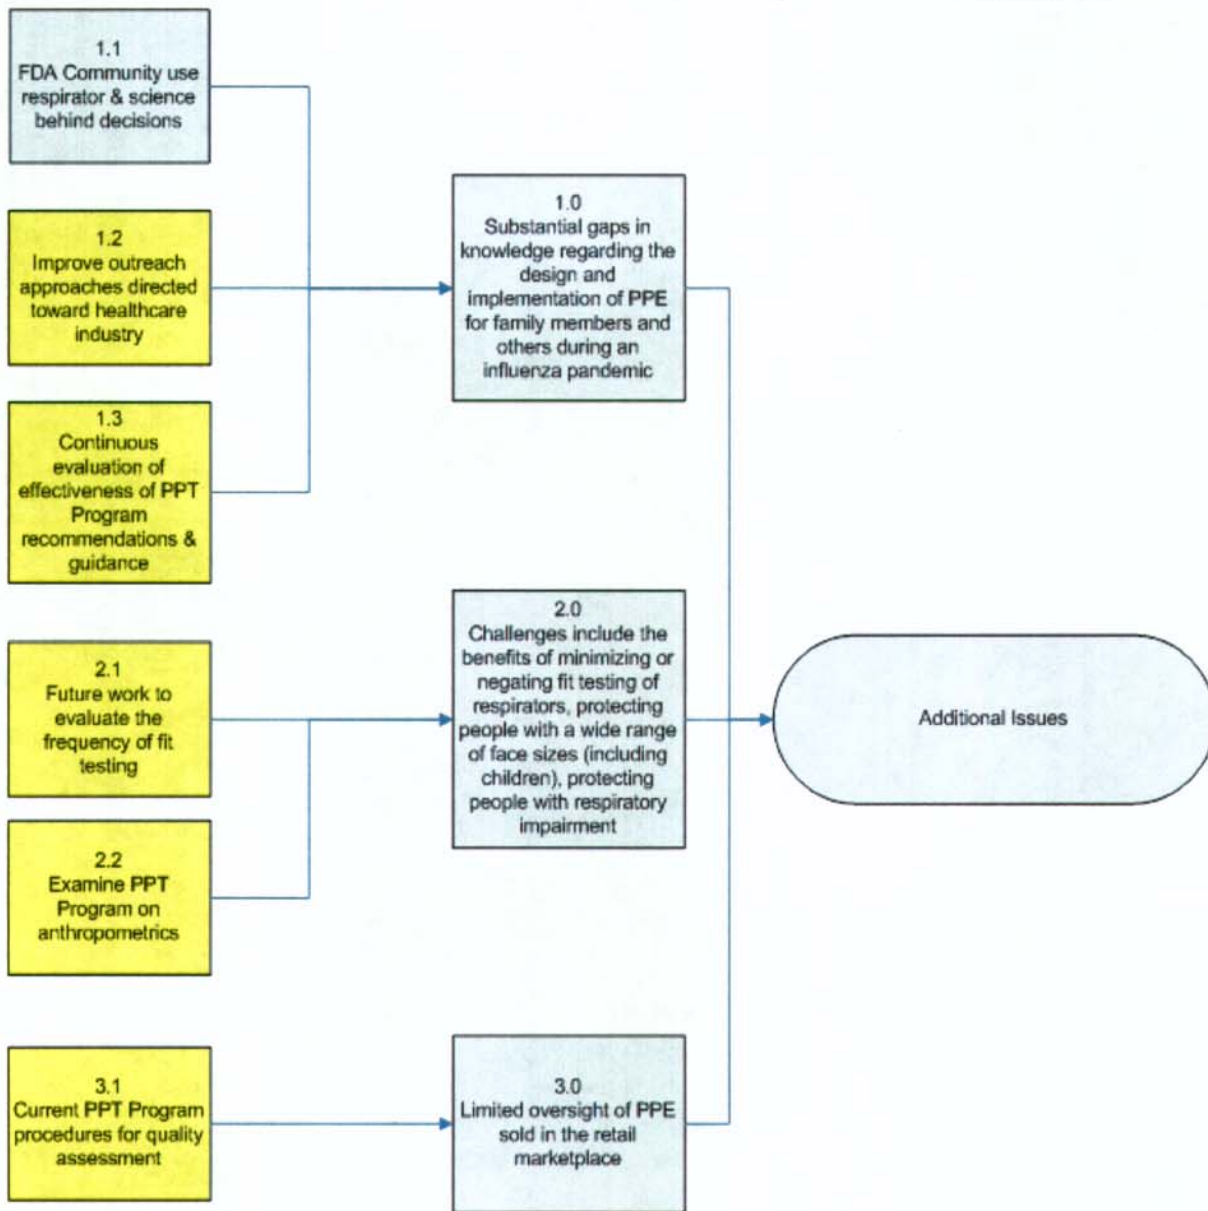 1.1
FDA Community use
respirator & science
behind decisions
1.2
Improve outreach
approaches directed
toward healthcare
industry
1.3
Continuous
evaluation of
effectiveness of PPT
Program
recommendations &
guidance
1.0
Substantial gaps in
knowledge regarding the
design and
implementation of PPE
for family members and
others during an
influenza pandemic
2.1
Future work to
evaluate the
frequency of fit
testing
2.2
Examine PPT
Program on
anthropometrics
2.0
Challenges include the
benefits of minimizing or
negating fit testing of
respirators, protecting
people with a wide range
of face sizes (including
children), protecting
people with respiratory
impairment
Additional Issues
3.1
Current PPT Program
procedures for quality
assessment
3.0
Limited oversight of PPE
sold in the retail
marketplace